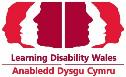 Learning Disability Wales
Anabledd Dysgu Cymru